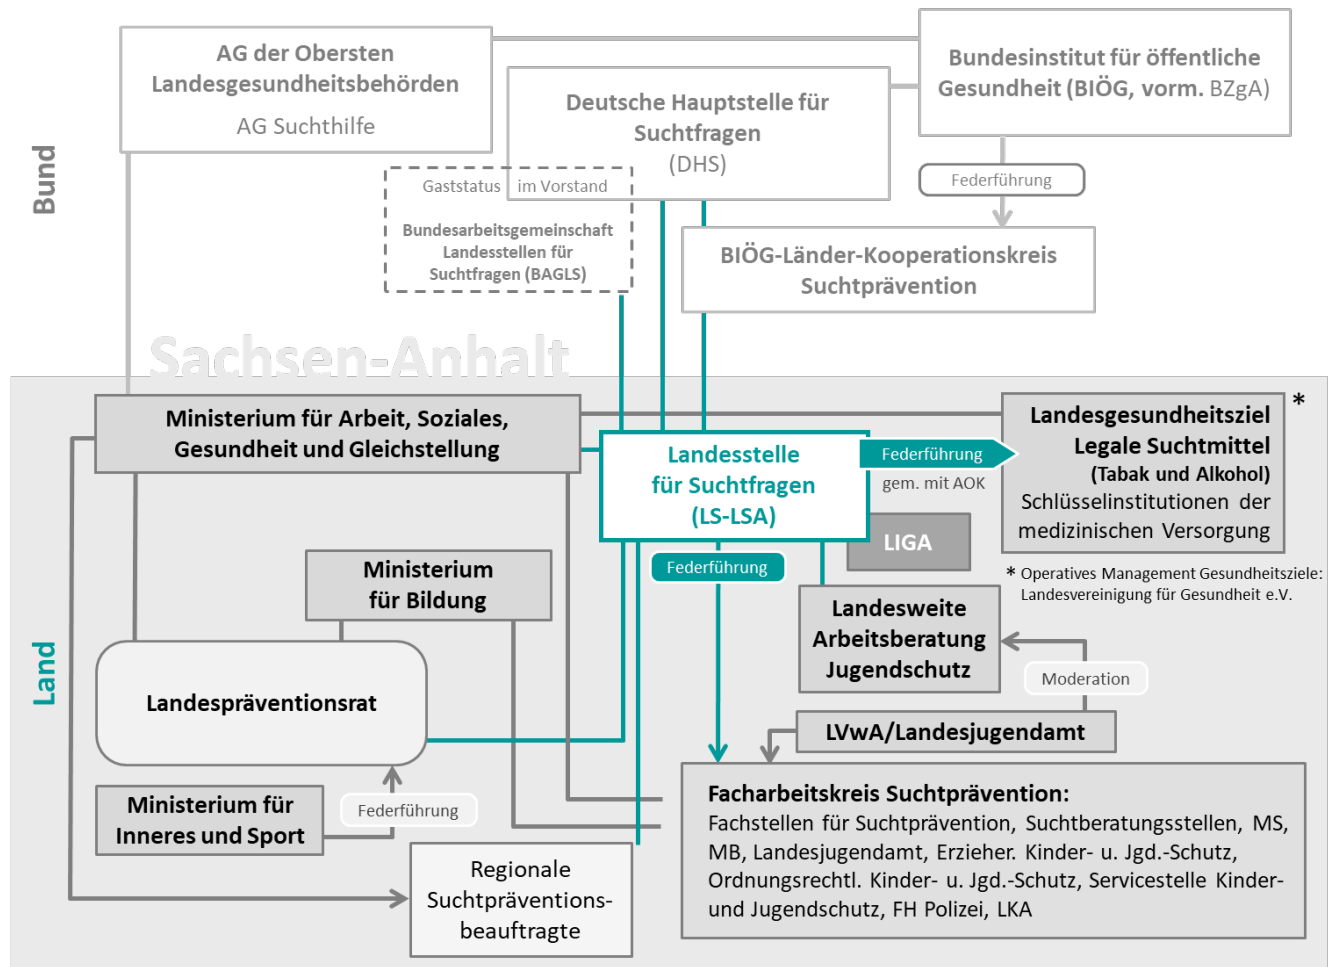 AG der Obersten
Landesgesundheitsbehörden
AG Suchthilfe
Deutsche Hauptstelle für
Suchtfragen
(DHS)
Bundesinstitut für öffentliche
Gesundheit (BIÖG, vorm. BZgA)
Bund
Gaststatus im Vorstand
Bundesarbeitsgemeinschaft
Landesstellen für
Suchtfragen (BAGLS)
Federführung
BIÖG-Länder-Kooperationskreis
Suchtprävention
Sachsen-Anhalt
Ministerium für Arbeit, Soziales,
Gesundheit und Gleichstellung
Landesstelle
für Suchtfragen
(LS-LSA)
Federführung
gem. mit AOK
Landesgesundheitsziel
Legale Suchtmittel
(Tabak und Alkohol)
Schlüsselinstitutionen der
medizinischen Versorgung
*
* Operatives Management Gesundheitsziele:
Landesvereinigung für Gesundheit e.V.
LIGA
Federführung
Ministerium
für Bildung
Landesweite
Arbeitsberatung
Jugendschutz
Moderation
Land
Landespräventionsrat
LVwA/Landesjugendamt
Ministerium für
Inneres und Sport
Federführung
Regionale
Suchtpräventions-
beauftragte
Facharbeitskreis Suchtprävention:
Fachstellen für Suchtprävention, Suchtberatungsstellen, MS,
MB, Landesjugendamt, Erzieher. Kinder- u. Jgd.-Schutz,
Ordnungsrechtl. Kinder- u. Jgd.-Schutz, Servicestelle Kinder-
und Jugendschutz, FH Polizei, LKA